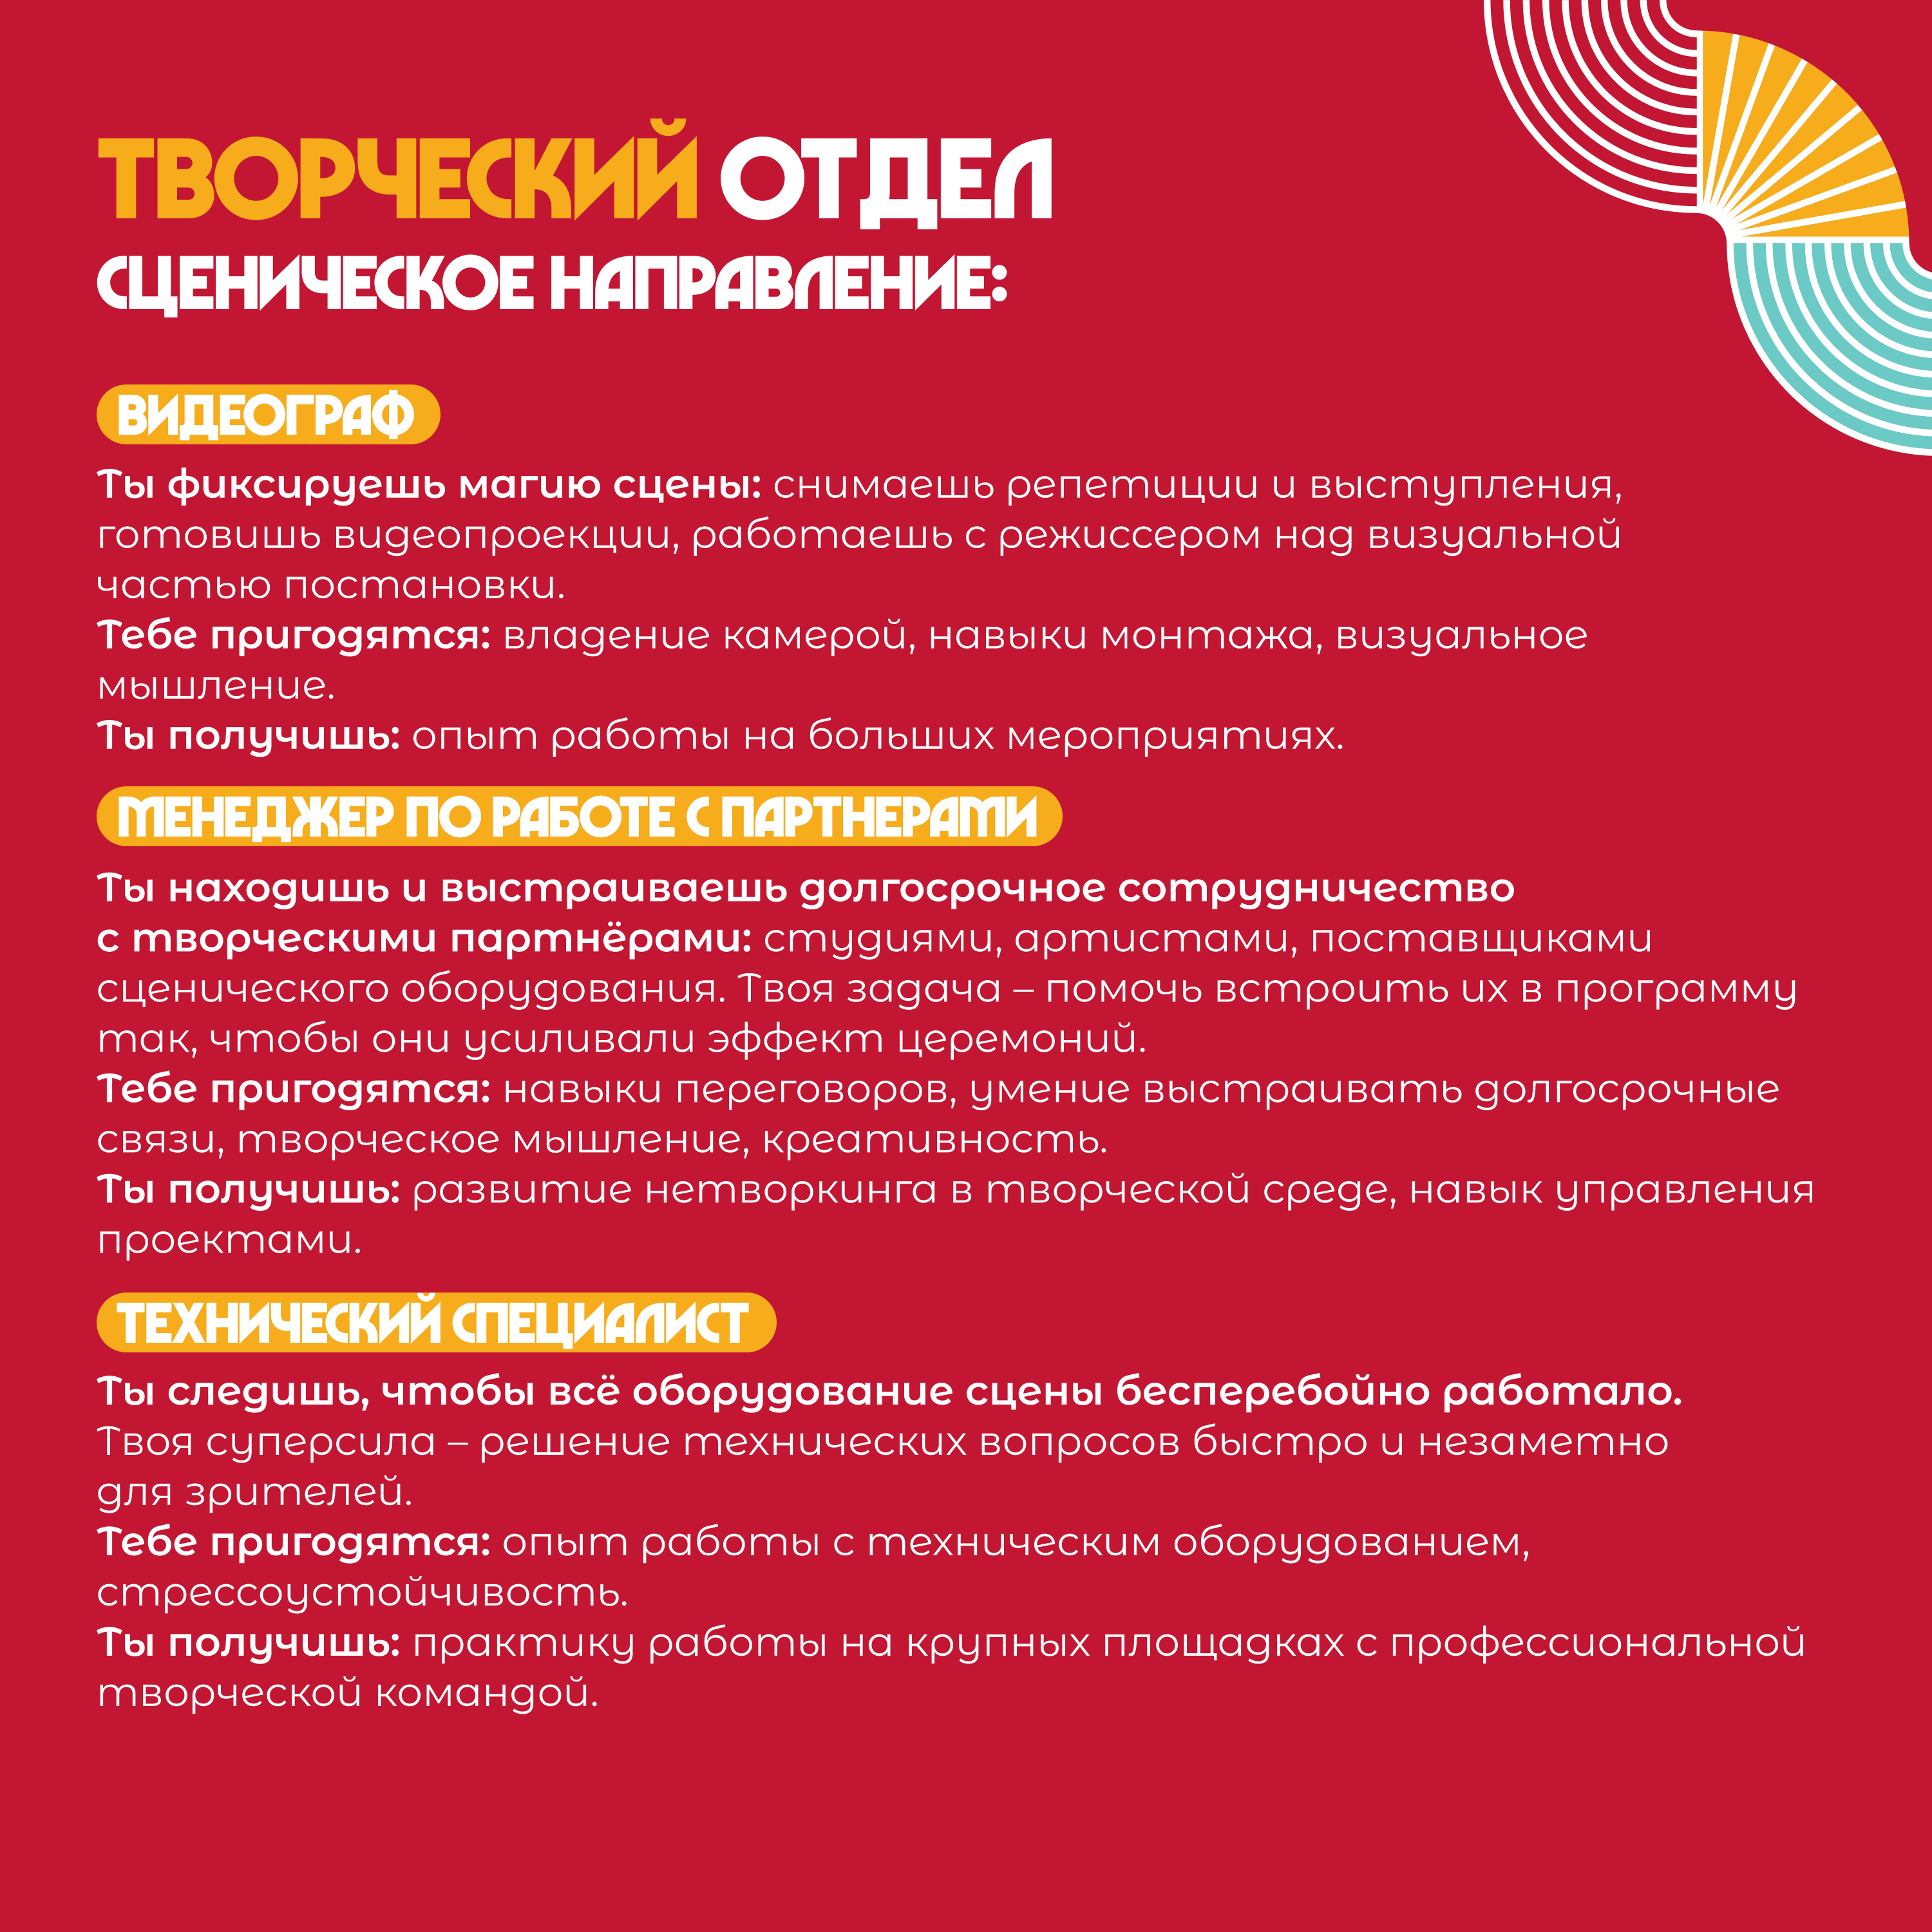 ТВОРЧЕСКИЙ ОТДЕЛ
СЦЕНИЧЕСКОЕ НАПРАВЛЕНИЕ:
ВИДЕОГРАФ
Ты фиксируешь магию сцены: снимаешь репетиции и выступления,
готовишь видеопроекции, работаешь с режиссером над визуальной
частью постановки.
Тебе пригодятся: владение камерой, навыки монтажа, визуальное
мышление.
Ты получишь: опыт работы на больших мероприятиях.
МЕНЕДЖЕР ПО РАБОТЕ С ПАРТНЕРАМИ
Ты находишь и выстраиваешь долгосрочное сотрудничество
с творческими партнёрами: студиями, артистами, поставщиками
сценического оборудования. Твоя задача – помочь встроить их в программу
так, чтобы они усиливали эффект церемоний.
Тебе пригодятся: навыки переговоров, умение выстраивать долгосрочные
связи, творческое мышление, креативность.
Ты получишь: развитие нетворкинга в творческой среде, навык управления
проектами.
ТЕХНИЧЕСКИЙ СПЕЦИАЛИСТ
Ты следишь, чтобы всё оборудование сцены бесперебойно работало.
Твоя суперсила – решение технических вопросов быстро и незаметно
для зрителей.
Тебе пригодятся: опыт работы с техническим оборудованием,
стрессоустойчивость.
Ты получишь: практику работы на крупных площадках с профессиональной
творческой командой.